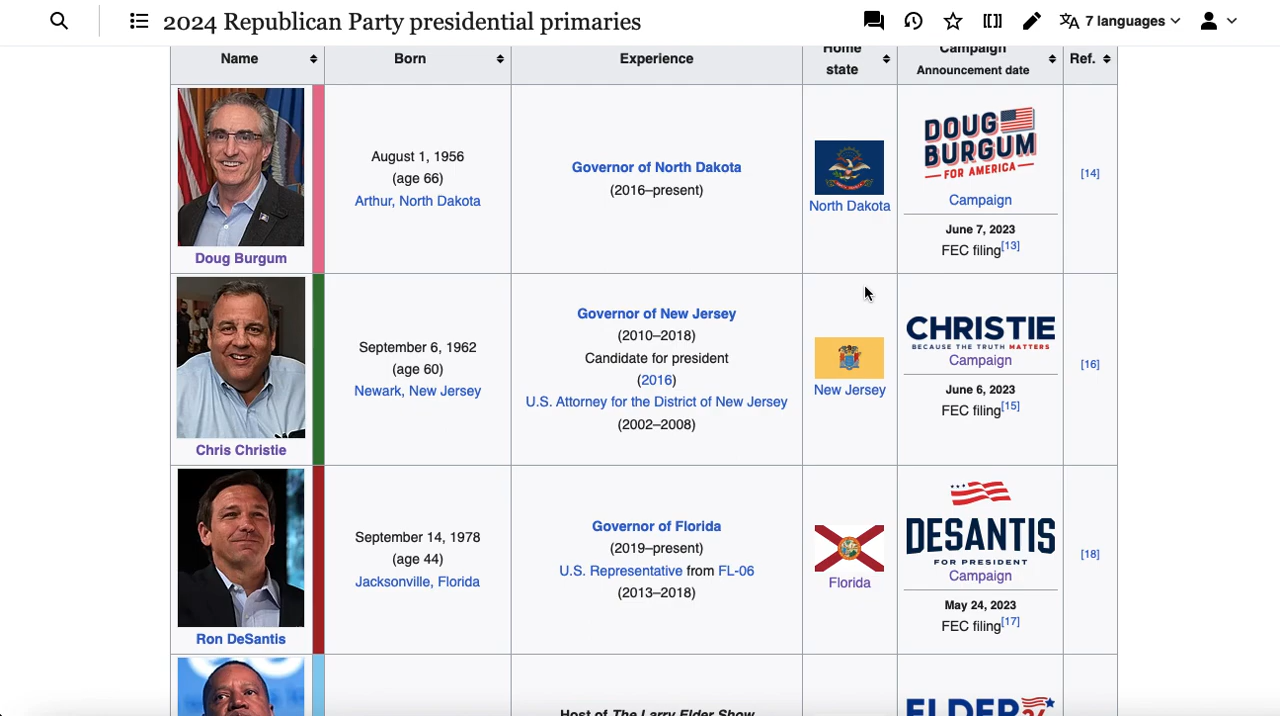 2024 Republican Party presidential primaries
7 languages
Name
Born
Experience
Home
state
Campaign
Announcement date
Ref.
Doug Burgum
August 1, 1956
(age 66)
Arthur, North Dakota
Governor of North Dakota
(2016–present)
North Dakota
DOUG
BURGUM
FOR AMERICA
Campaign
June 7, 2023
FEC filing[13]
[14]
Chris Christie
September 6, 1962
(age 60)
Newark, New Jersey
Governor of New Jersey
(2010–2018)
Candidate for president
(2016)
U.S. Attorney for the District of New Jersey
(2002–2008)
New Jersey
CHRISTIE
BECAUSE THE TRUTH MATTERS
Campaign
June 6, 2023
FEC filing[15]
[16]
Ron DeSantis
September 14, 1978
(age 44)
Jacksonville, Florida
Governor of Florida
(2019–present)
U.S. Representative from FL-06
(2013–2018)
Florida
DESANTIS
FOR PRESIDENT
Campaign
May 24, 2023
FEC filing[17]
[18]
Host of The Larry Elder Show
ELDER